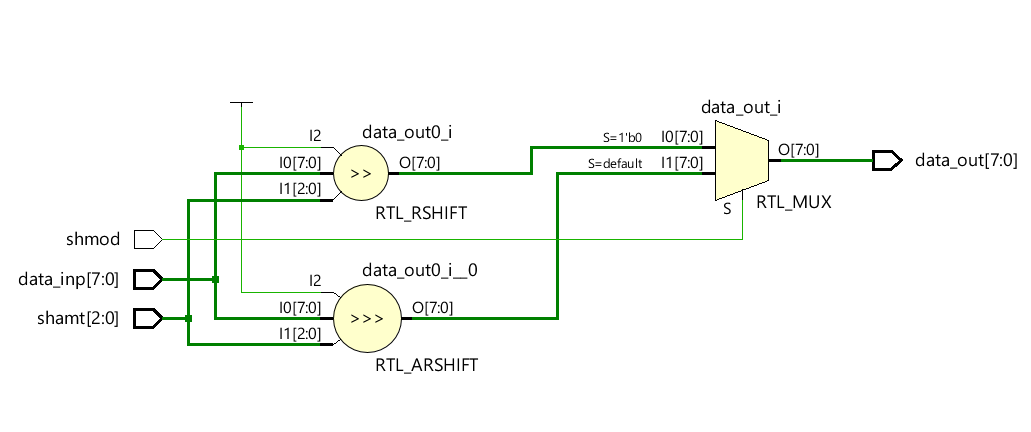 data_out_i
data_out0_i
I2
S=1'b0
I0[7:0]
I0[7:0]
O[7:0]
>>
S=default
I1[7:0]
O[7:0]
data_out[7:0]
I1[2:0]
S
RTL_MUX
RTL_RSHIFT
shmod
data_out0_i__0
data_inp[7:0]
I2
I0[7:0]
O[7:0]
shamt[2:0]
>>>
I1[2:0]
RTL_ARSHIFT